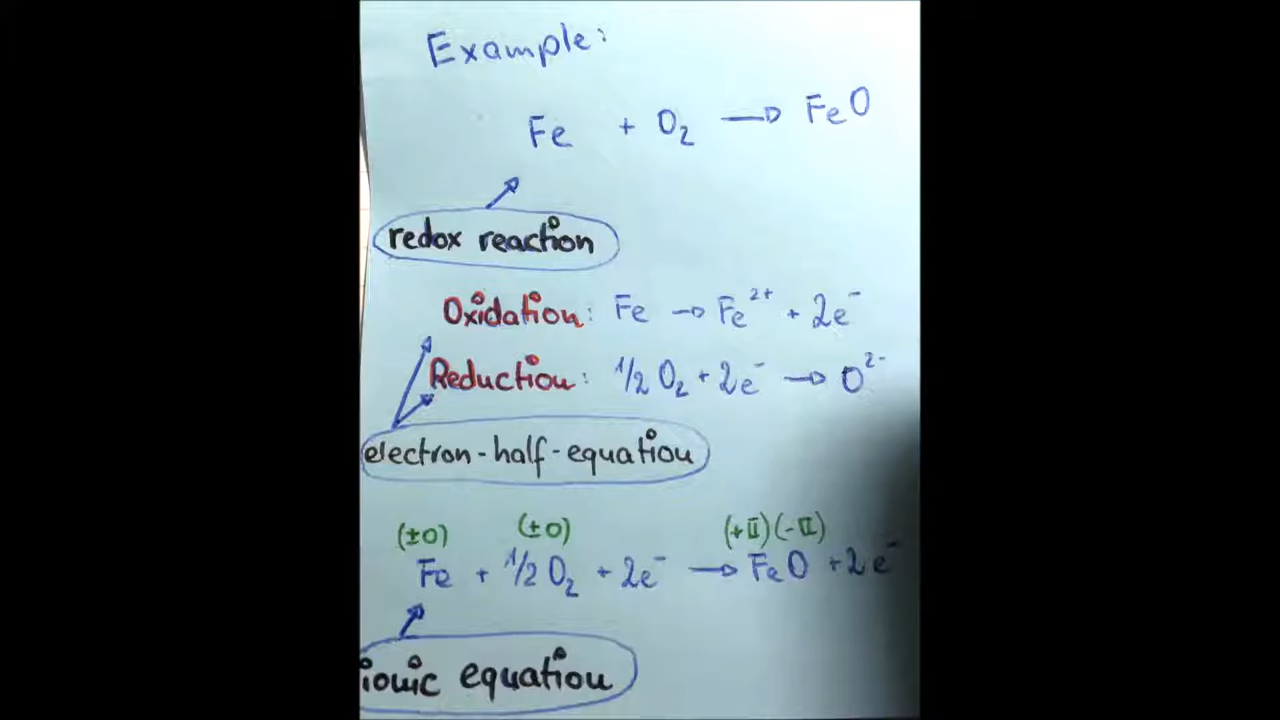 Example:
Fe + O₂ → FeO
redox reaction
Oxidation: Fe → Fe²⁺ + 2e⁻
Reduction: 1/2 O₂ + 2e⁻ → O²⁻
electron-half-equation
(±0) (±0) (+II)(-II)
Fe + 1/2 O₂ + 2e⁻ → FeO + 2e⁻
ionic equation